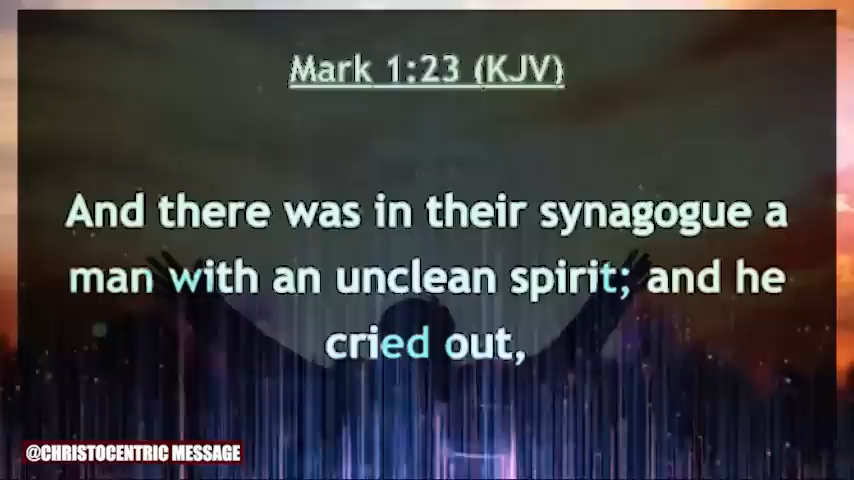 Mark 1:23 (KJV)
And there was in their synagogue a
man with an unclean spirit; and he
cried out,
@CHRISTOCENTRIC MESSAGE